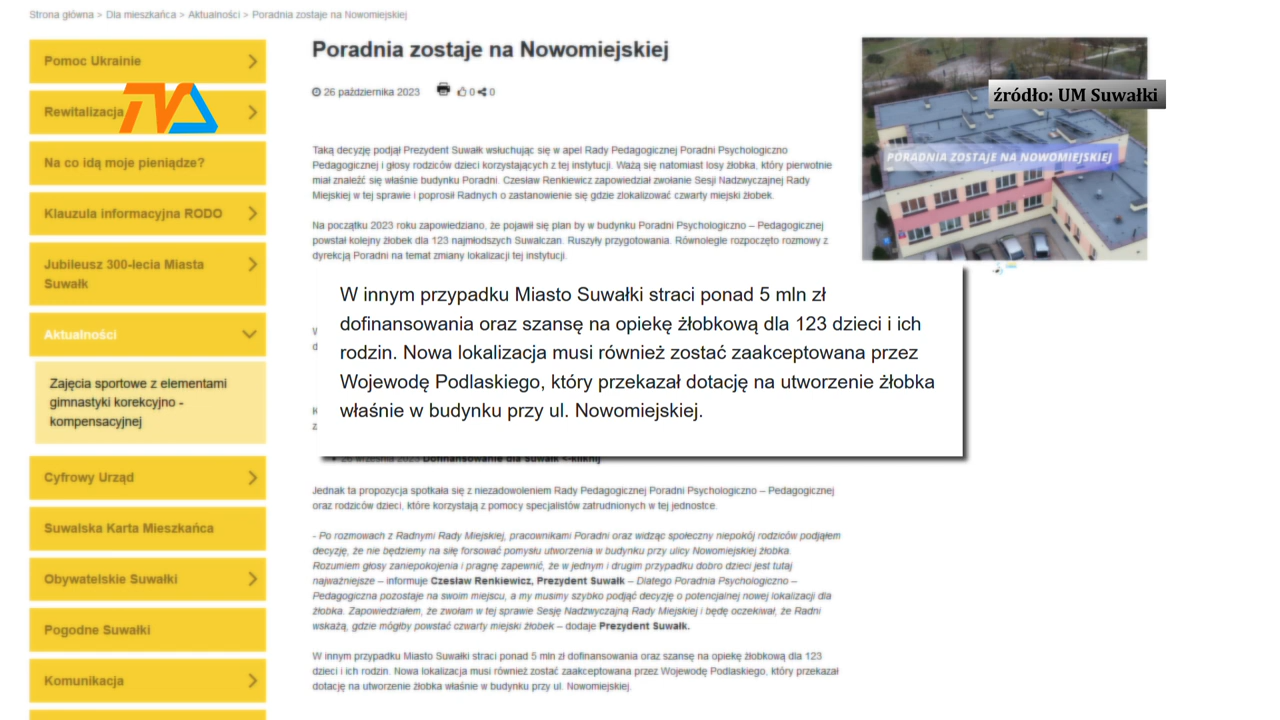 Strona główna > Dla mieszkańca > Aktualności > Poradnia zostaje na Nowomiejskiej
Pomoc Ukrainie
Rewitalizacja
TVA
Na co idą moje pieniądze?
Klauzula informacyjna RODO
Jubileusz 300-lecia Miasta
Suwałk
Aktualności
Zajęcia sportowe z elementami
gimnastyki korekcyjno -
kompensacyjnej
Cyfrowy Urząd
Suwalska Karta Mieszkańca
Obywatelskie Suwałki
Pogodne Suwałki
Komunikacja
Poradnia zostaje na Nowomiejskiej
26 października 2023 0 0
Taką decyzję podjął Prezydent Suwałk wsłuchując się w apel Rady Pedagogicznej Poradni Psychologiczno
Pedagogicznej i głosy rodziców dzieci korzystających z tej instytucji. Ważą się natomiast losy żłobka, który pierwotnie
miał znaleźć się właśnie budynku Poradni. Czesław Renkiewicz zapowiedział zwołanie Sesji Nadzwyczajnej Rady
Miejskiej w tej sprawie i poprosił Radnych o zastanowienie się gdzie zlokalizować czwarty miejski żłobek.
Na początku 2023 roku zapowiedziano, że pojawił się plan by w budynku Poradni Psychologiczno – Pedagogicznej
powstał kolejny żłobek dla 123 najmłodszych Suwalczan. Ruszyły przygotowania. Równolegle rozpoczęto rozmowy z
dyrekcją Poradni na temat zmiany lokalizacji tej instytucji.
W innym przypadku Miasto Suwałki straci ponad 5 mln zł
dofinansowania oraz szansę na opiekę żłobkową dla 123 dzieci i ich
rodzin. Nowa lokalizacja musi również zostać zaakceptowana przez
Wojewodę Podlaskiego, który przekazał dotację na utworzenie żłobka
właśnie w budynku przy ul. Nowomiejskiej.
26 września 2023 Dofinansowanie dla Suwałk <-kliknij
Jednak ta propozycja spotkała się z niezadowoleniem Rady Pedagogicznej Poradni Psychologiczno – Pedagogicznej
oraz rodziców dzieci, które korzystają z pomocy specjalistów zatrudnionych w tej jednostce.
- Po rozmowach z Radnymi Rady Miejskiej, pracownikami Poradni oraz widząc społeczny niepokój rodziców podjąłem
decyzję, że nie będziemy na siłę forsować pomysłu utworzenia w budynku przy ulicy Nowomiejskiej żłobka.
Rozumiem głosy zaniepokojenia i pragnę zapewnić, że w jednym i drugim przypadku dobro dzieci jest tutaj
najważniejsze – informuje Czesław Renkiewicz, Prezydent Suwałk – Dlatego Poradnia Psychologiczno –
Pedagogiczna pozostaje na swoim miejscu, a my musimy szybko podjąć decyzję o potencjalnej nowej lokalizacji dla
żłobka. Zapowiedziałem, że zwołam w tej sprawie Sesję Nadzwyczajną Rady Miejskiej i będę oczekiwał, że Radni
wskażą, gdzie mógłby powstać czwarty miejski żłobek – dodaje Prezydent Suwałk.
W innym przypadku Miasto Suwałki straci ponad 5 mln zł dofinansowania oraz szansę na opiekę żłobkową dla 123
dzieci i ich rodzin. Nowa lokalizacja musi również zostać zaakceptowana przez Wojewodę Podlaskiego, który przekazał
dotację na utworzenie żłobka właśnie w budynku przy ul. Nowomiejskiej.
źródło: UM Suwałki
PORADNIA ZOSTAJE NA NOWOMIEJSKIEJ